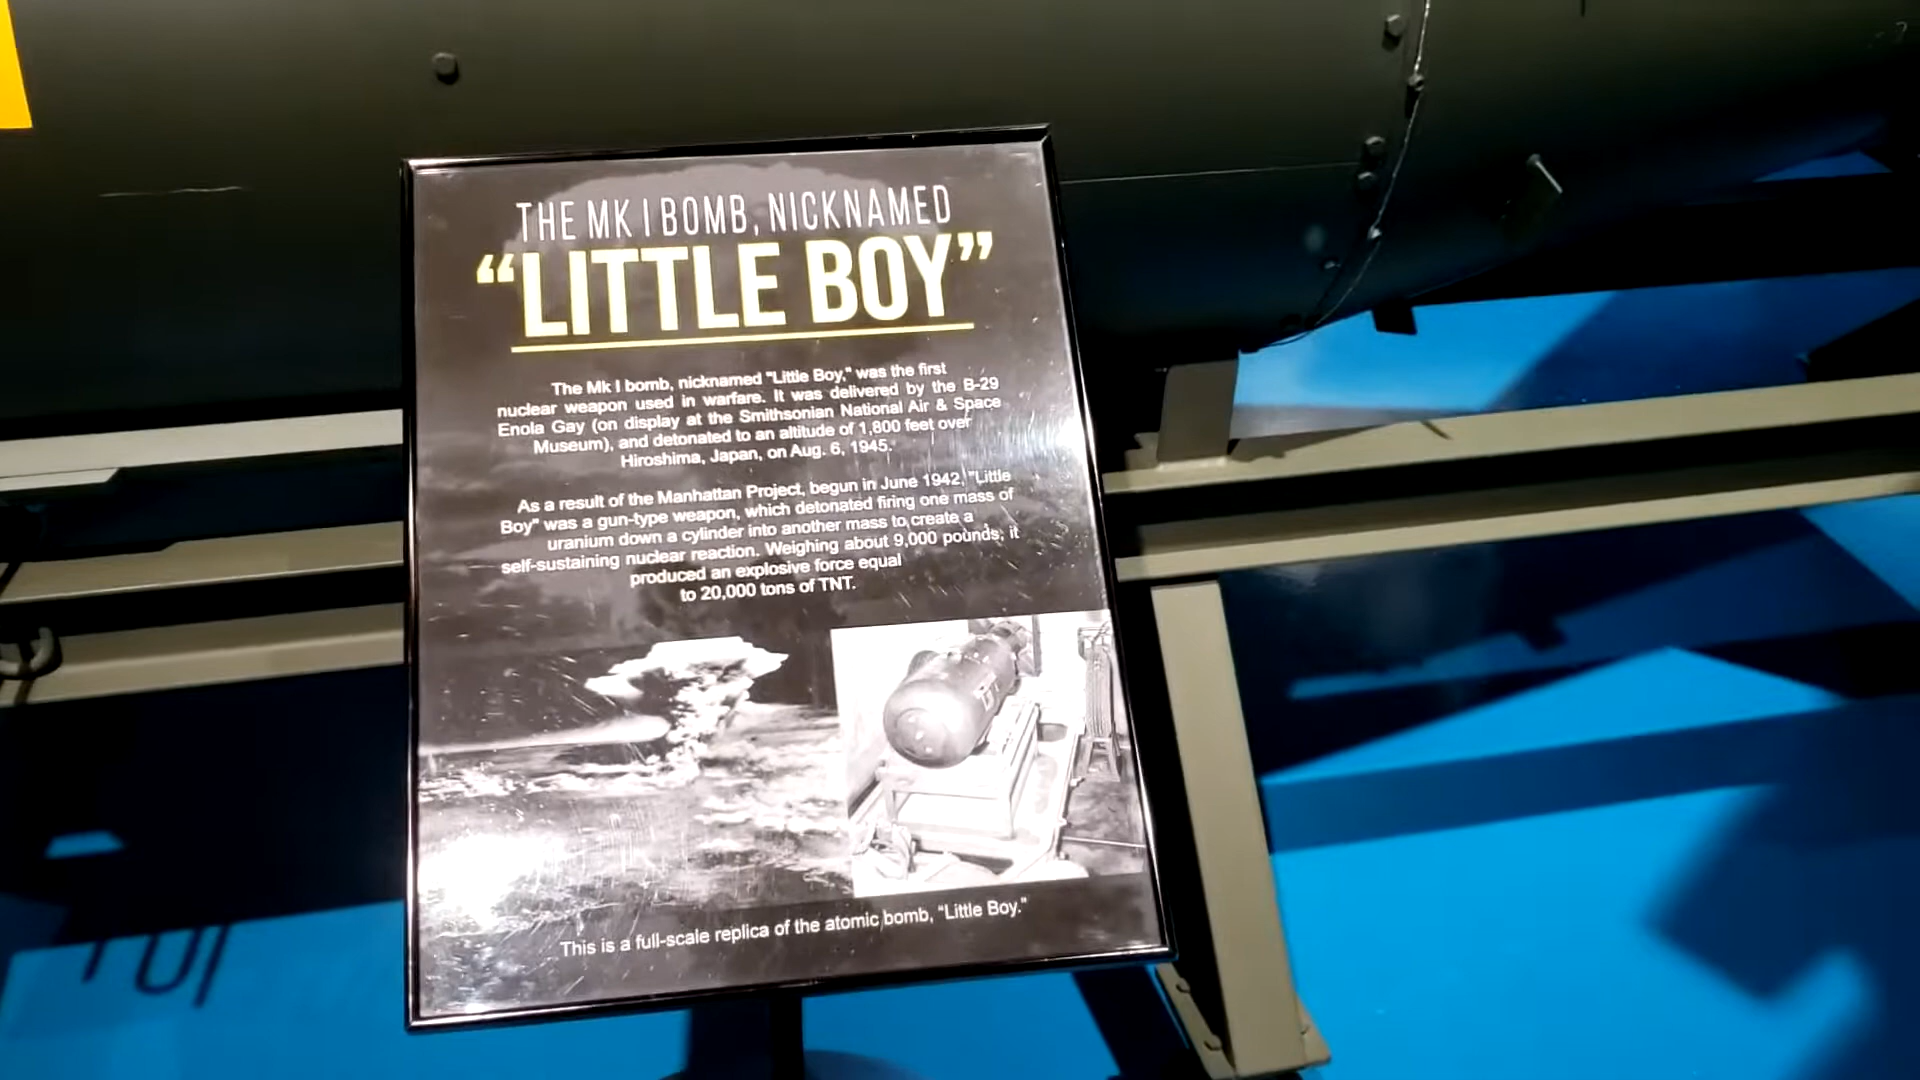 THE MK I BOMB, NICKNAMED
“LITTLE BOY”
The Mk I bomb, nicknamed "Little Boy," was the first
nuclear weapon used in warfare. It was delivered by the B-29
Enola Gay (on display at the Smithsonian National Air & Space
Museum), and detonated to an altitude of 1,800 feet over
Hiroshima, Japan, on Aug. 6, 1945.
As a result of the Manhattan Project, begun in June 1942, "Little
Boy" was a gun-type weapon, which detonated firing one mass of
uranium down a cylinder into another mass to create a
self-sustaining nuclear reaction. Weighing about 9,000 pounds; it
produced an explosive force equal
to 20,000 tons of TNT.
This is a full-scale replica of the atomic bomb, “Little Boy.”